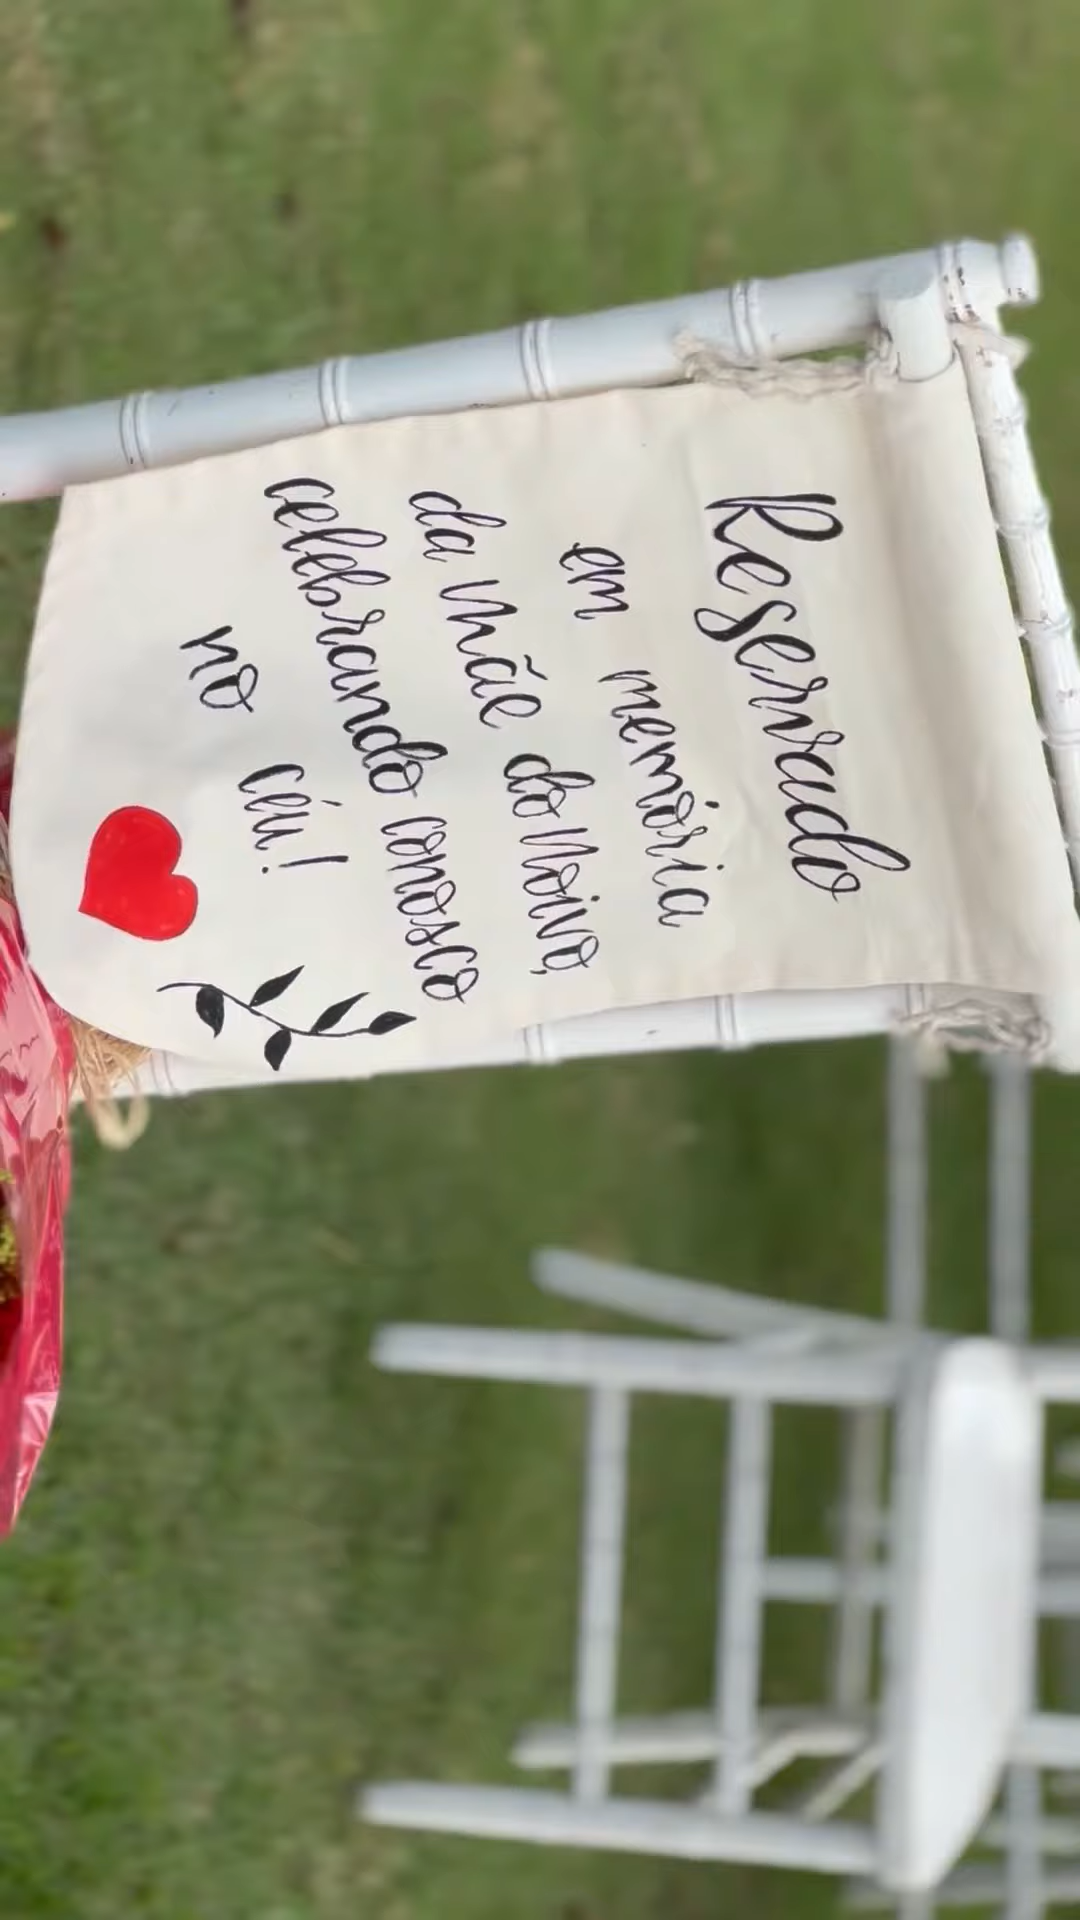 Reservado
em memória
da mãe do Noivo,
celebrando conosco
no céu!